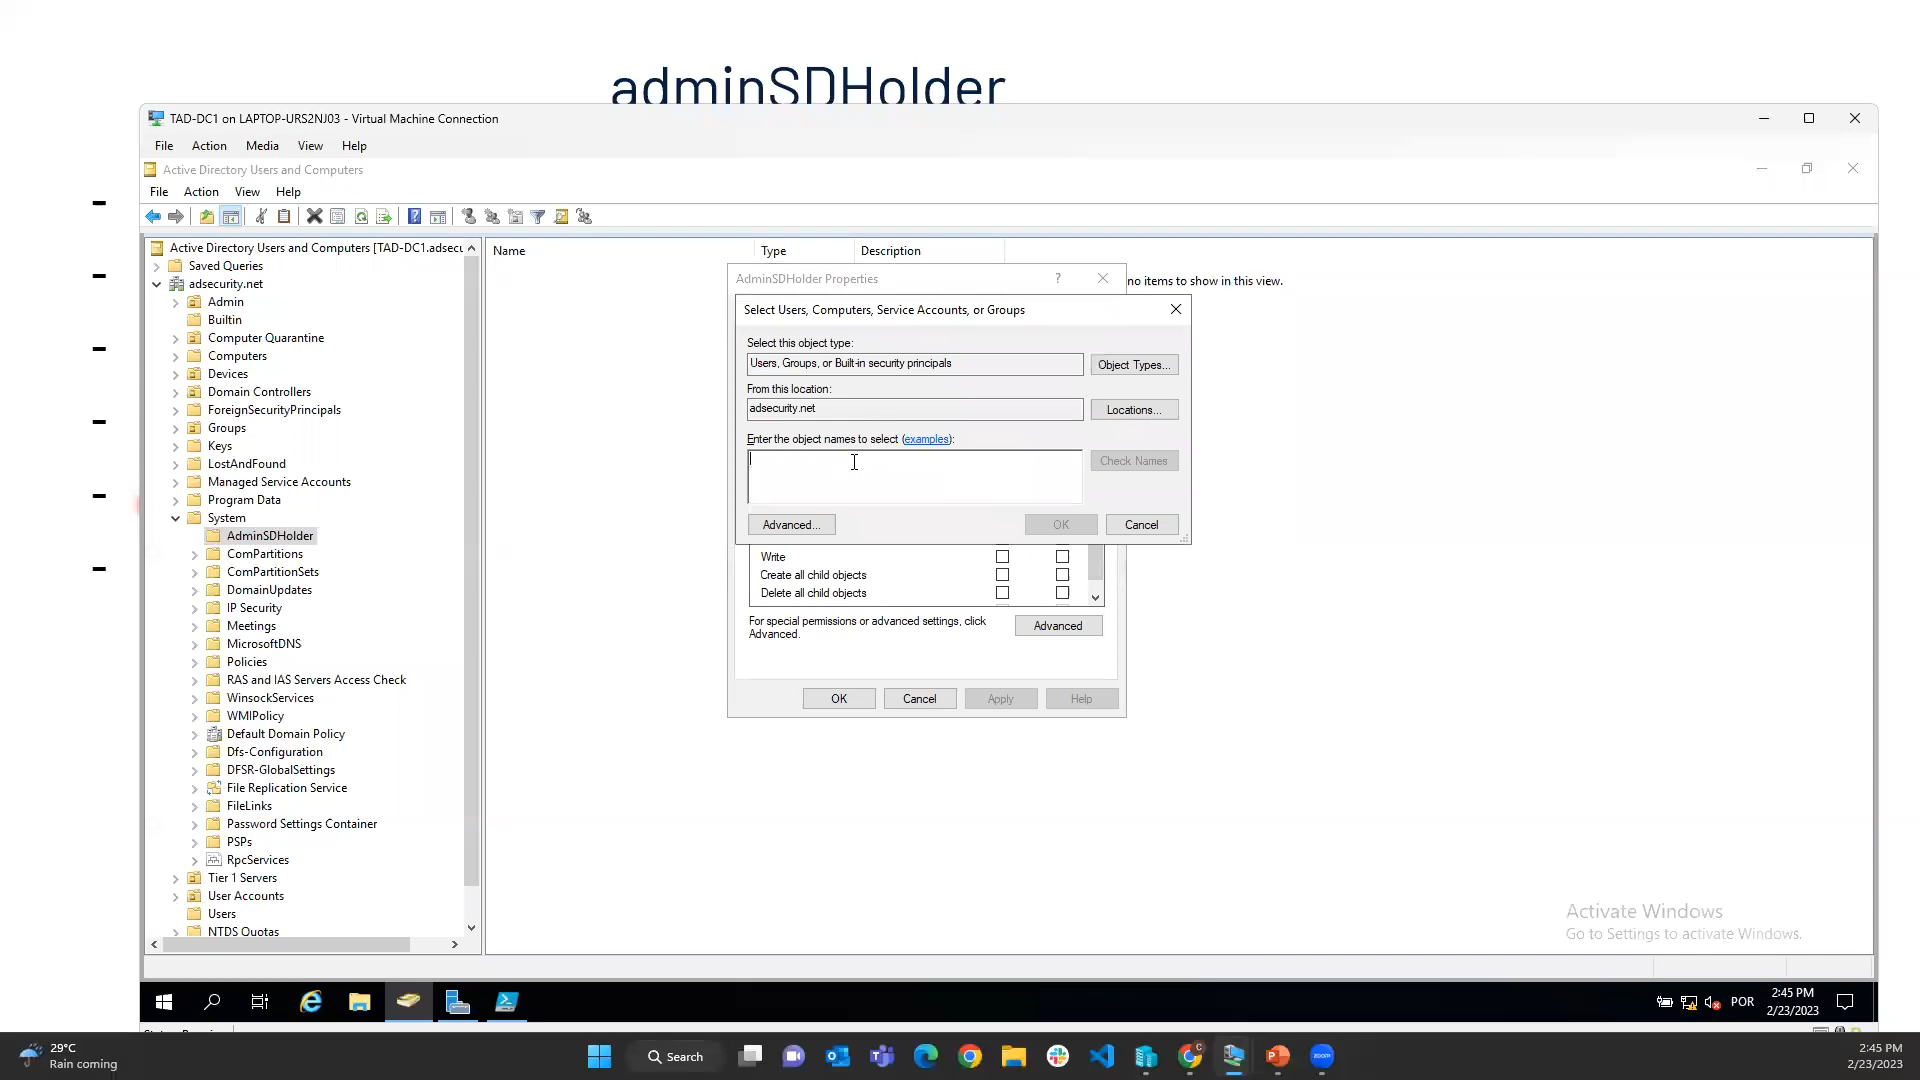 adminSDHolder
TAD-DC1 on LAPTOP-URS2NJ03 - Virtual Machine Connection
File Action Media View Help
Active Directory Users and Computers
File Action View Help
Active Directory Users and Computers [TAD-DC1.adsecu
Saved Queries
adsecurity.net
Admin
Builtin
Computer Quarantine
Computers
Devices
Domain Controllers
ForeignSecurityPrincipals
Groups
Keys
LostAndFound
Managed Service Accounts
Program Data
System
AdminSDHolder
ComPartitions
ComPartitionSets
DomainUpdates
IP Security
Meetings
MicrosoftDNS
Policies
RAS and IAS Servers Access Check
WinsockServices
WMIPolicy
Default Domain Policy
Dfs-Configuration
DFSR-GlobalSettings
File Replication Service
FileLinks
Password Settings Container
PSPs
RpcServices
Tier 1 Servers
User Accounts
Users
NTDS Quotas
Name Type Description
no items to show in this view.
AdminSDHolder Properties
Select Users, Computers, Service Accounts, or Groups
Select this object type:
Users, Groups, or Built-in security principals
Object Types...
From this location:
adsecurity.net
Locations...
Enter the object names to select (examples):
Check Names
Advanced...
OK
Cancel
Write
Create all child objects
Delete all child objects
For special permissions or advanced settings, click
Advanced.
Advanced
OK
Cancel
Apply
Help
Activate Windows
Go to Settings to activate Windows.
POR
2:45 PM
2/23/2023
29°C
Rain coming
Search
2:45 PM
2/23/2023